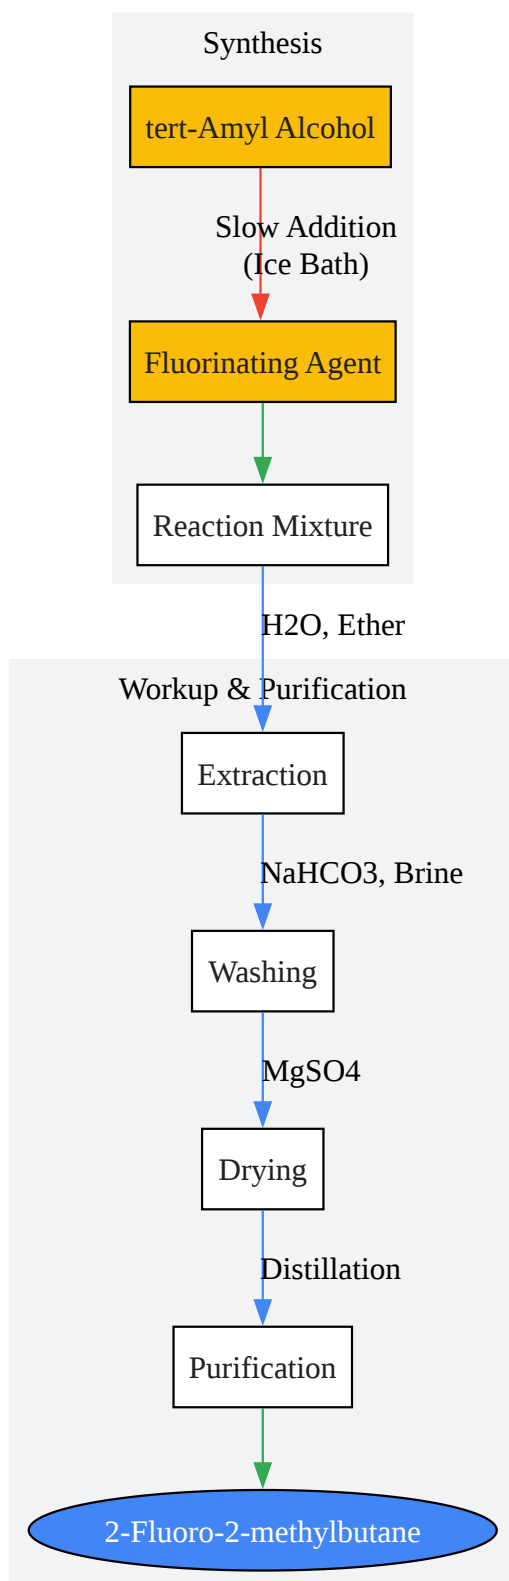 Synthesis
tert-Amyl Alcohol
Slow Addition
(Ice Bath)
Fluorinating Agent
Reaction Mixture
H2O, Ether
Workup & Purification
Extraction
NaHCO3, Brine
Washing
MgSO4
Drying
Distillation
Purification
2-Fluoro-2-methylbutane